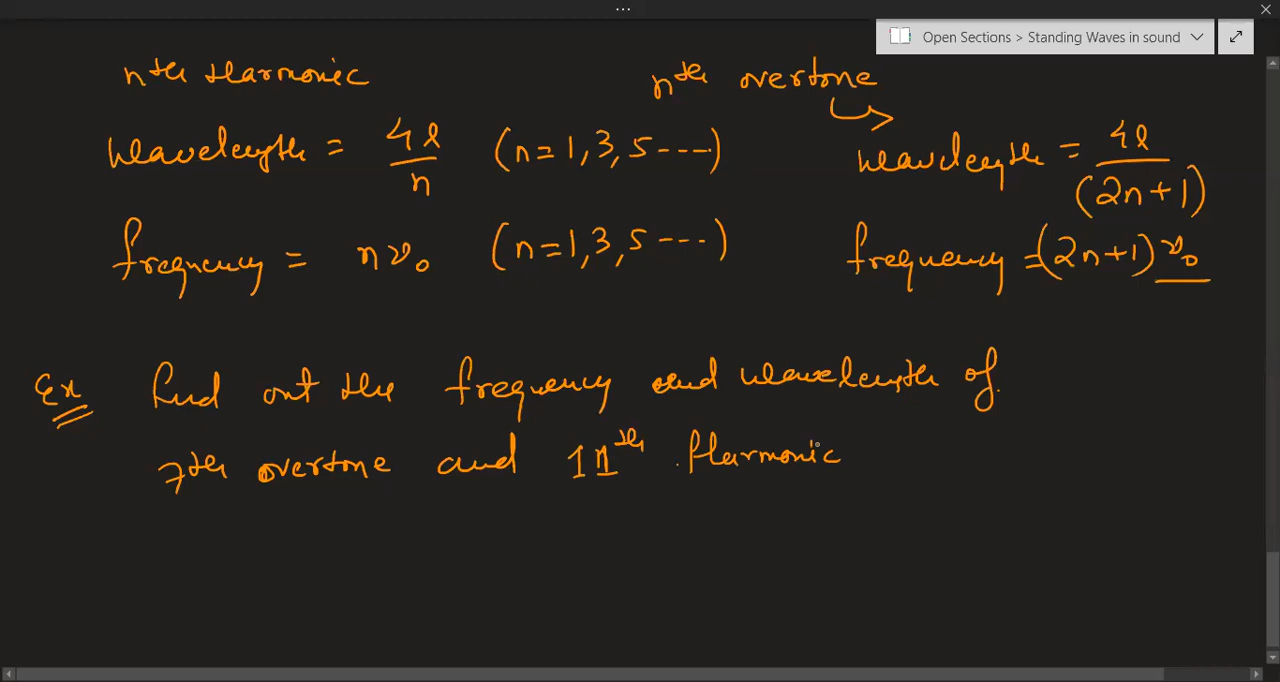 ...
Open Sections > Standing Waves in sound
nth Harmonic
nth overtone
wavelength = 4l/n (n = 1, 3, 5 ----)
wavelength = 4l/(2n+1)
frequency = nν₀ (n = 1, 3, 5 ---)
frequency = (2n+1) ν₀
Ex find out the frequency and wavelength of
7th overtone and 11th Harmonic